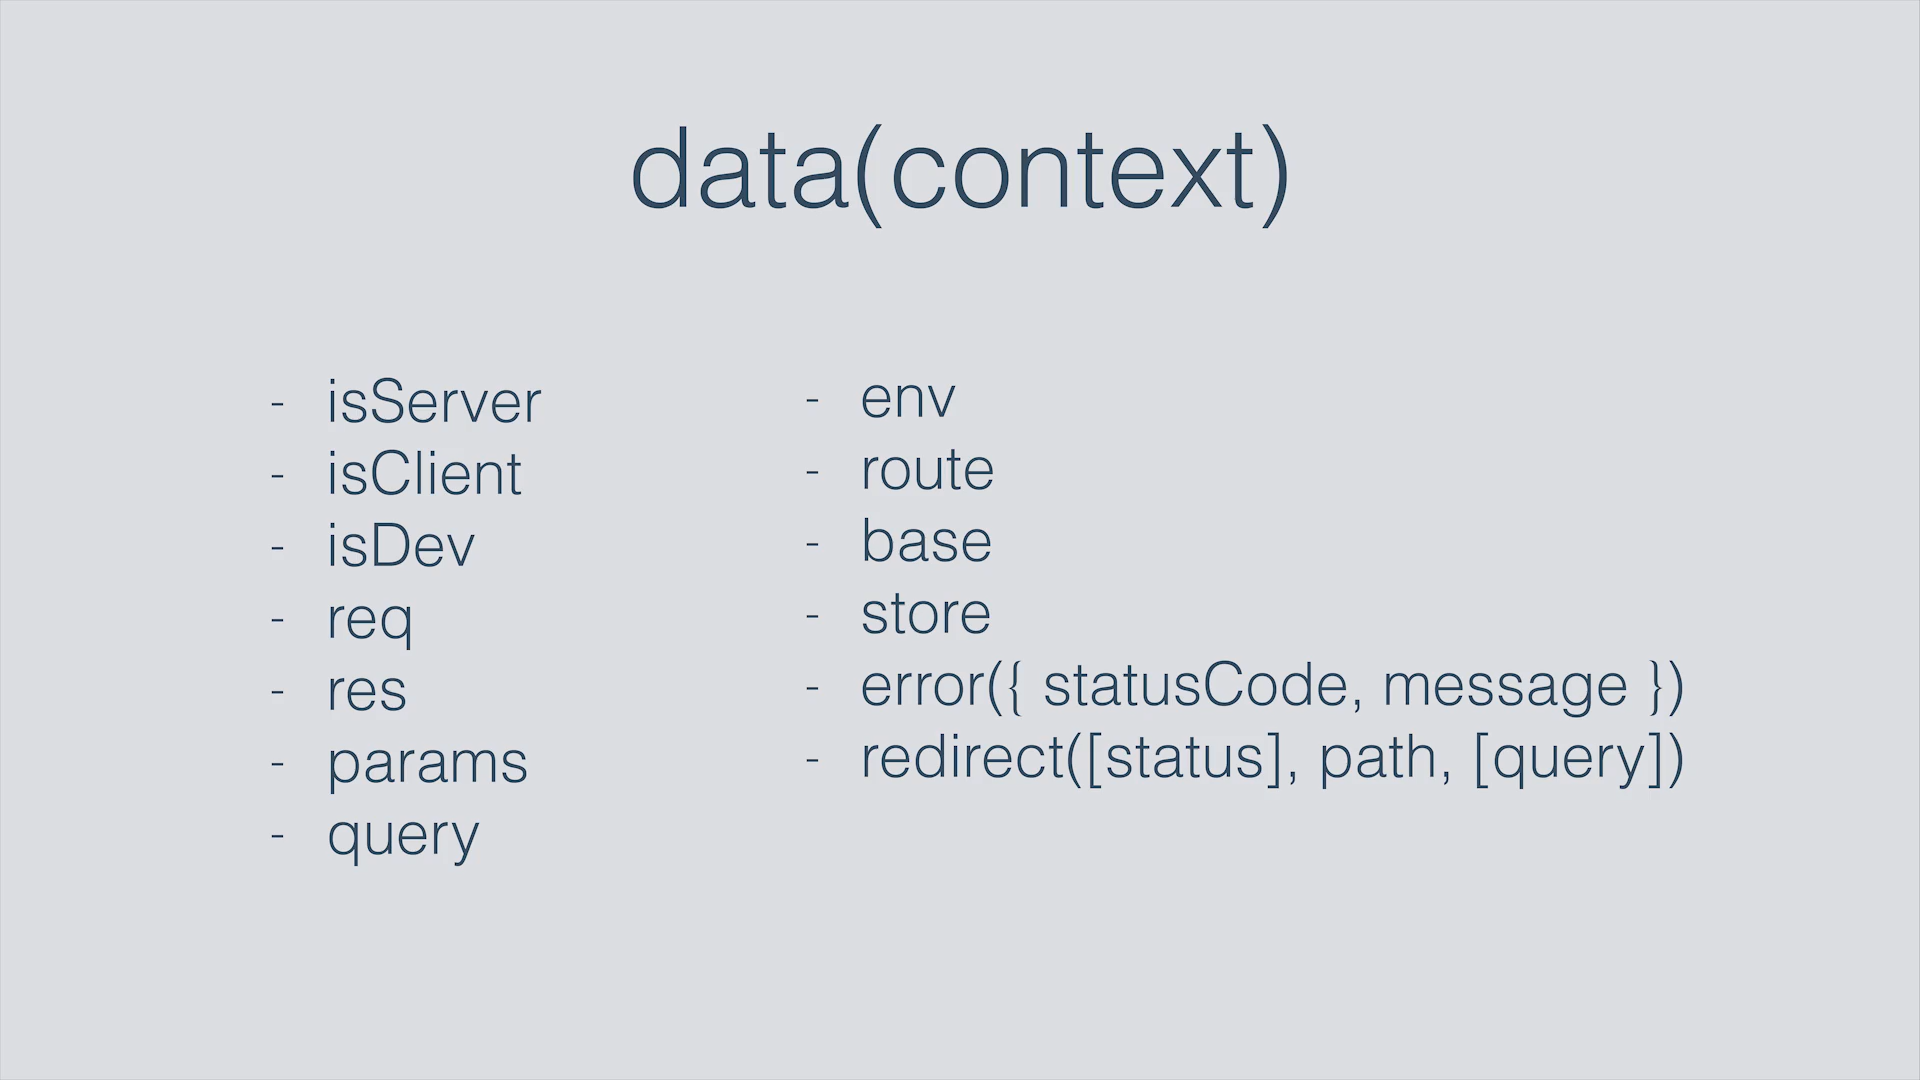 data(context)
- isServer
- isClient
- isDev
- req
- res
- params
- query
- env
- route
- base
- store
- error({ statusCode, message })
- redirect([status], path, [query])